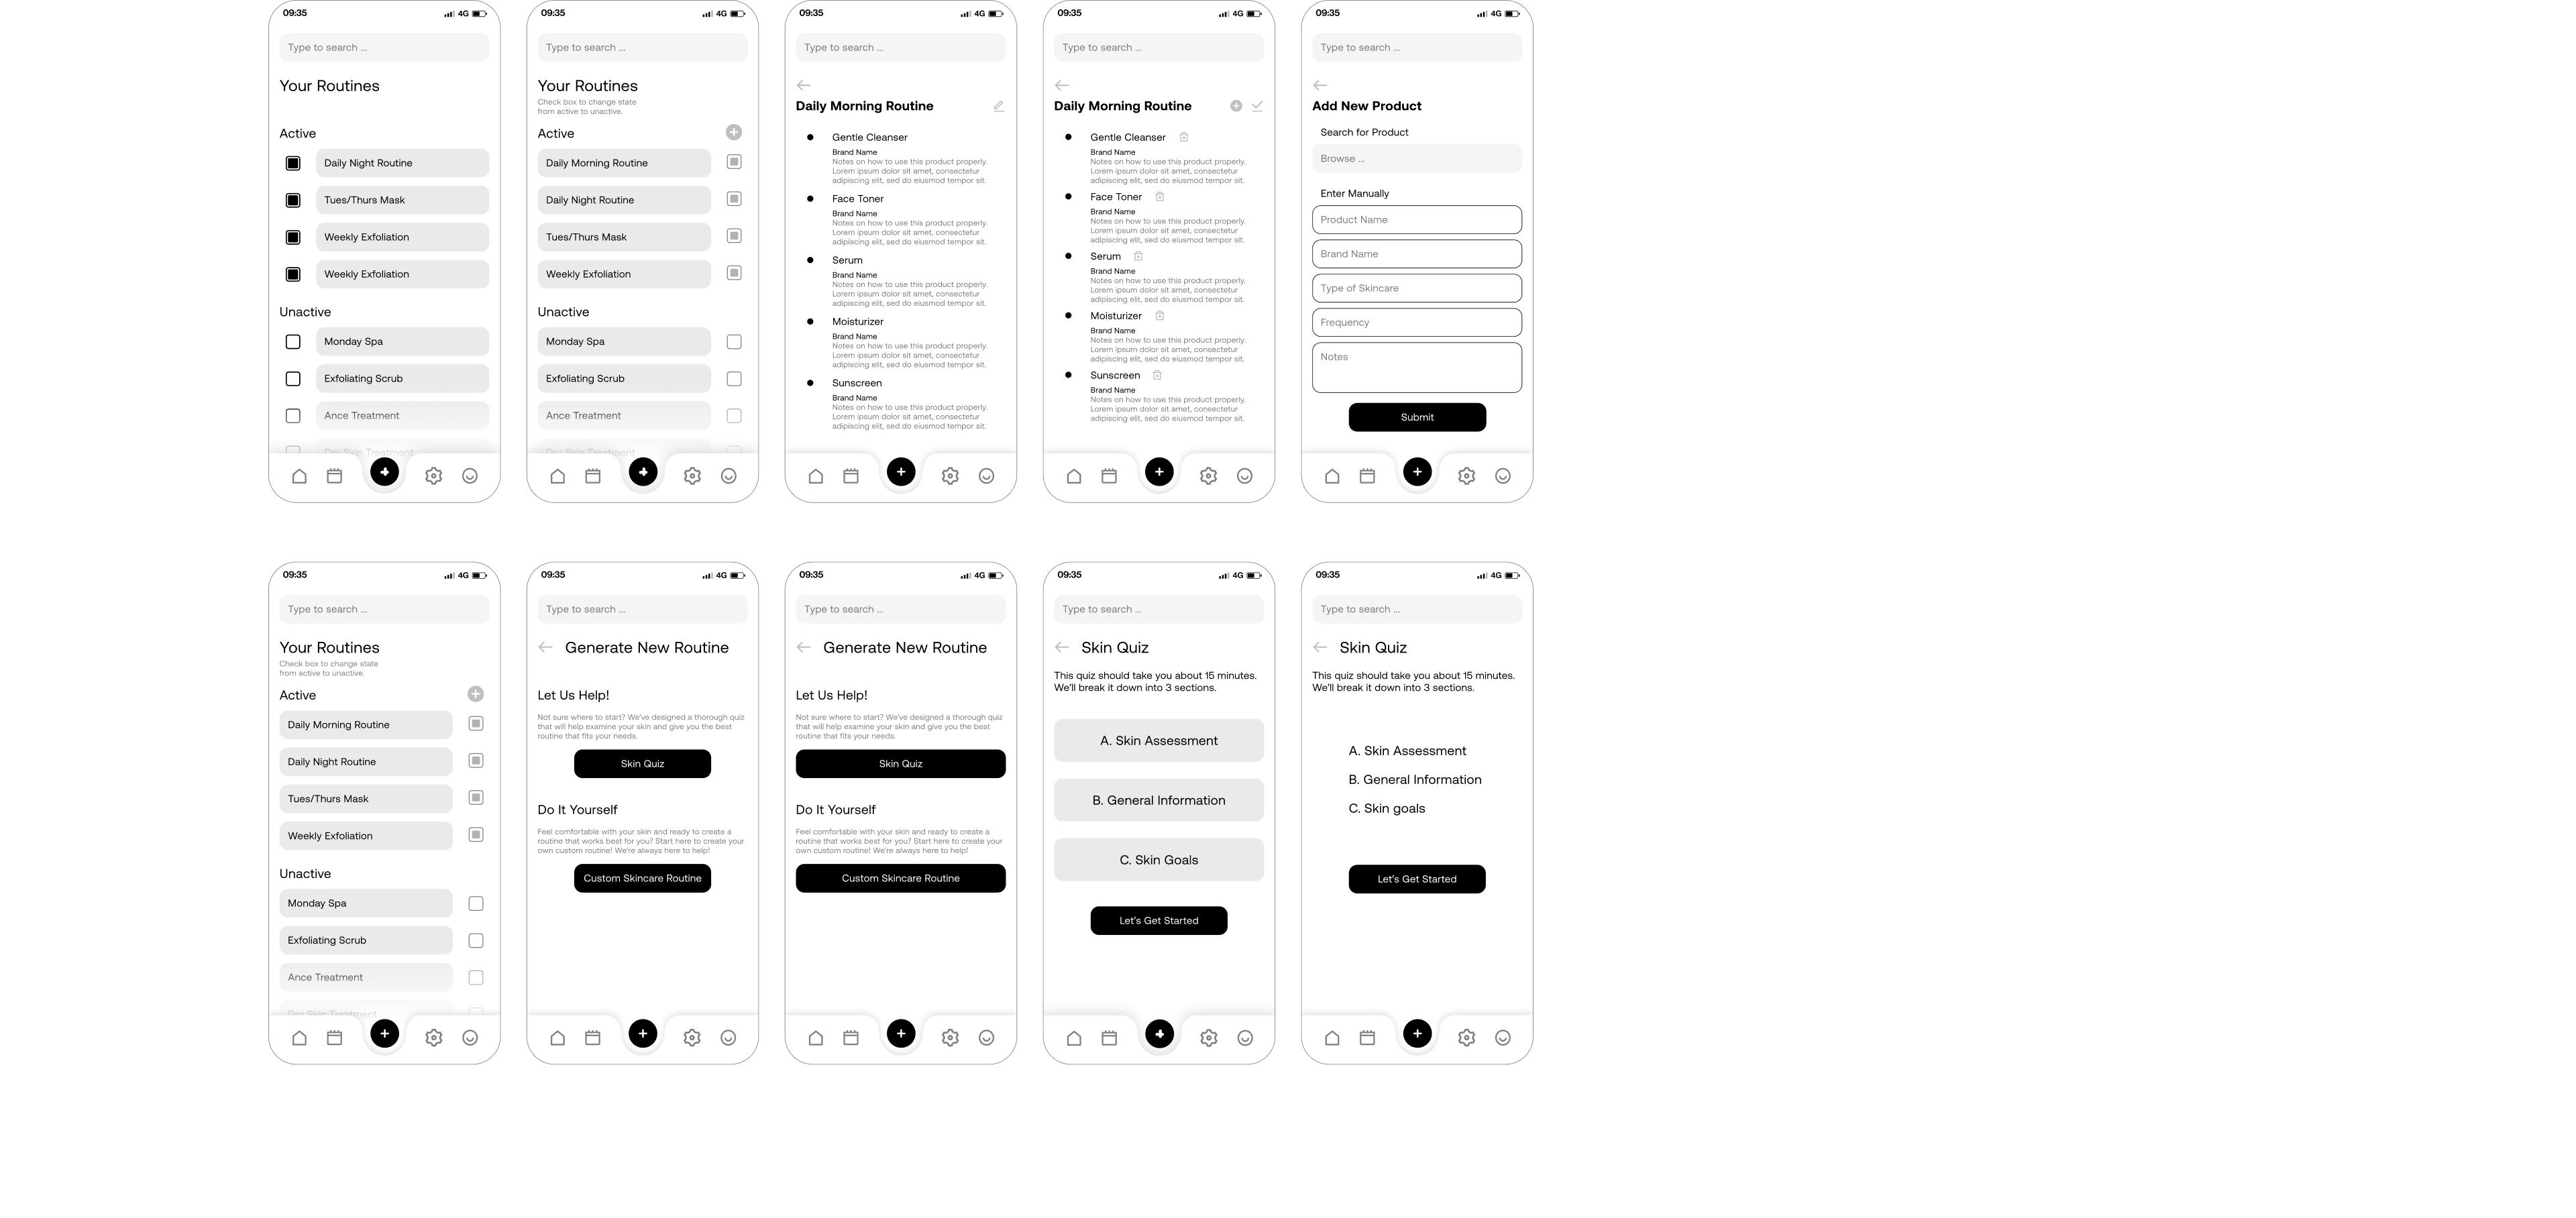 09:35
4G
Type to search ...
Your Routines
Active
Daily Night Routine
Tues/Thurs Mask
Weekly Exfoliation
Weekly Exfoliation
Unactive
Monday Spa
Exfoliating Scrub
Ance Treatment
Dry Skin Treatment
09:35
4G
Type to search ...
Your Routines
Check box to change state
from active to unactive.
Active
Daily Morning Routine
Daily Night Routine
Tues/Thurs Mask
Weekly Exfoliation
Unactive
Monday Spa
Exfoliating Scrub
Ance Treatment
Dry Skin Treatment
09:35
4G
Type to search ...
Daily Morning Routine
Gentle Cleanser
Brand Name
Notes on how to use this product properly.
Lorem ipsum dolor sit amet, consectetur
adipiscing elit, sed do eiusmod tempor sit.
Face Toner
Brand Name
Notes on how to use this product properly.
Lorem ipsum dolor sit amet, consectetur
adipiscing elit, sed do eiusmod tempor sit.
Serum
Brand Name
Notes on how to use this product properly.
Lorem ipsum dolor sit amet, consectetur
adipiscing elit, sed do eiusmod tempor sit.
Moisturizer
Brand Name
Notes on how to use this product properly.
Lorem ipsum dolor sit amet, consectetur
adipiscing elit, sed do eiusmod tempor sit.
Sunscreen
Brand Name
Notes on how to use this product properly.
Lorem ipsum dolor sit amet, consectetur
adipiscing elit, sed do eiusmod tempor sit.
09:35
4G
Type to search ...
Daily Morning Routine
Gentle Cleanser
Brand Name
Notes on how to use this product properly.
Lorem ipsum dolor sit amet, consectetur
adipiscing elit, sed do eiusmod tempor sit.
Face Toner
Brand Name
Notes on how to use this product properly.
Lorem ipsum dolor sit amet, consectetur
adipiscing elit, sed do eiusmod tempor sit.
Serum
Brand Name
Notes on how to use this product properly.
Lorem ipsum dolor sit amet, consectetur
adipiscing elit, sed do eiusmod tempor sit.
Moisturizer
Brand Name
Notes on how to use this product properly.
Lorem ipsum dolor sit amet, consectetur
adipiscing elit, sed do eiusmod tempor sit.
Sunscreen
Brand Name
Notes on how to use this product properly.
Lorem ipsum dolor sit amet, consectetur
adipiscing elit, sed do eiusmod tempor sit.
09:35
4G
Type to search ...
Add New Product
Search for Product
Browse ...
Enter Manually
Product Name
Brand Name
Type of Skincare
Frequency
Notes
Submit
09:35
4G
Type to search ...
Your Routines
Check box to change state
from active to unactive.
Active
Daily Morning Routine
Daily Night Routine
Tues/Thurs Mask
Weekly Exfoliation
Unactive
Monday Spa
Exfoliating Scrub
Ance Treatment
Dry Skin Treatment
09:35
4G
Type to search ...
Generate New Routine
Let Us Help!
Not sure where to start? We've designed a thorough quiz
that will help examine your skin and give you the best
routine that fits your needs.
Skin Quiz
Do It Yourself
Feel comfortable with your skin and ready to create a
routine that works best for you? Start here to create your
own custom routine! We're always here to help!
Custom Skincare Routine
09:35
4G
Type to search ...
Generate New Routine
Let Us Help!
Not sure where to start? We've designed a thorough quiz
that will help examine your skin and give you the best
routine that fits your needs.
Skin Quiz
Do It Yourself
Feel comfortable with your skin and ready to create a
routine that works best for you? Start here to create your
own custom routine! We're always here to help!
Custom Skincare Routine
09:35
4G
Type to search ...
Skin Quiz
This quiz should take you about 15 minutes.
We'll break it down into 3 sections.
A. Skin Assessment
B. General Information
C. Skin Goals
Let's Get Started
09:35
4G
Type to search ...
Skin Quiz
This quiz should take you about 15 minutes.
We'll break it down into 3 sections.
A. Skin Assessment
B. General Information
C. Skin goals
Let's Get Started